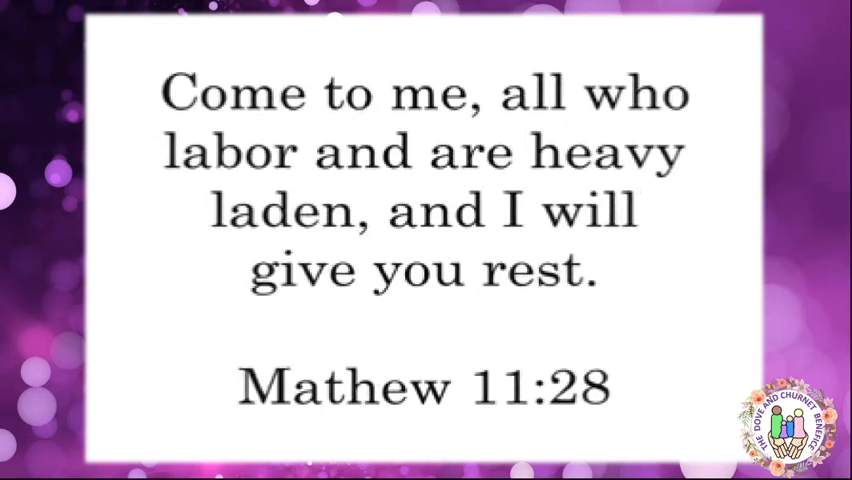 Come to me, all who
labor and are heavy
laden, and I will
give you rest.
Mathew 11:28
THE DOVE AND CHURNET BENEFICE